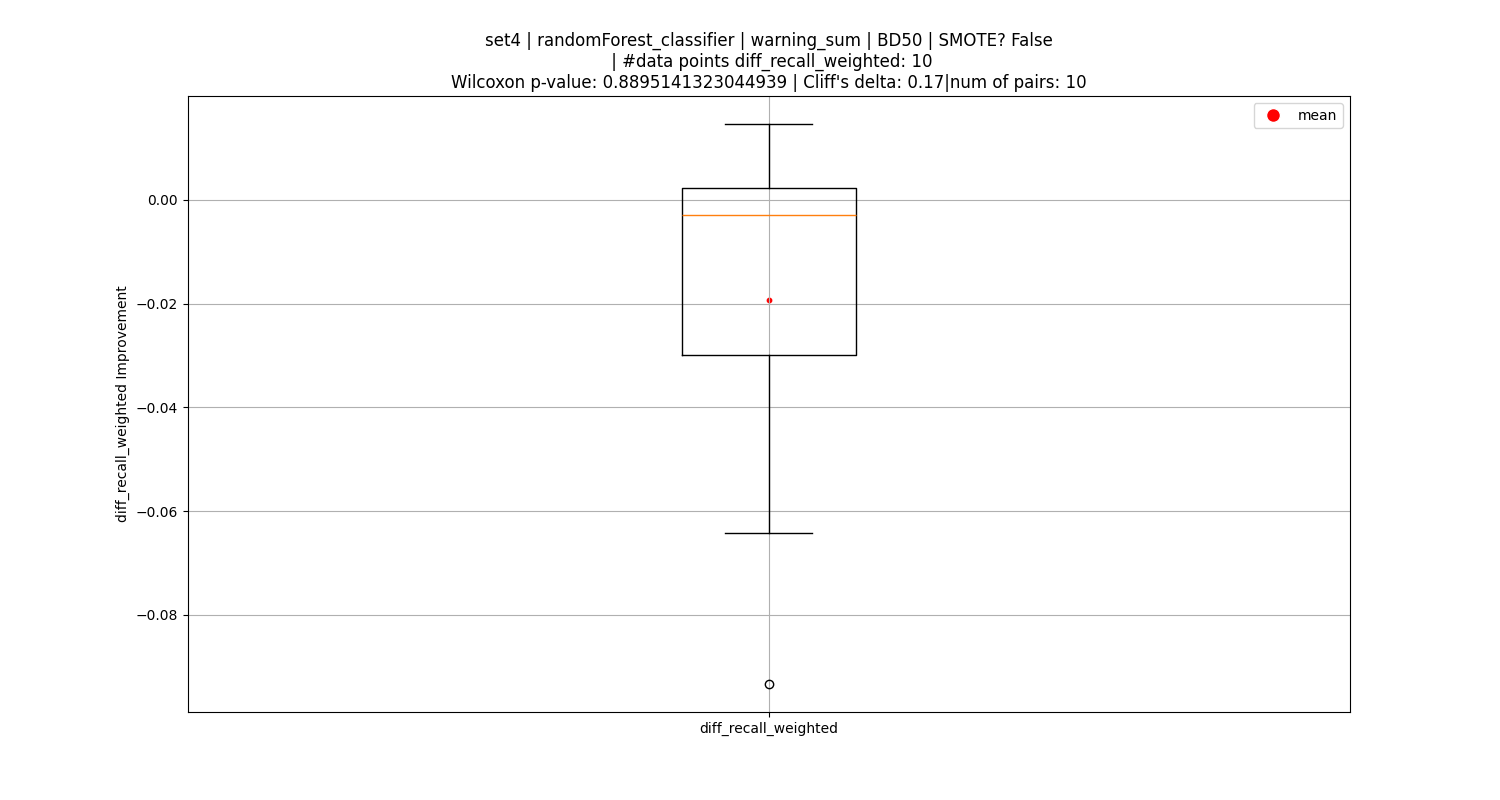 set4 | randomForest_classifier | warning_sum | BD50 | SMOTE? False
| #data points diff_recall_weighted: 10
Wilcoxon p-value: 0.8895141323044939 | Cliff's delta: 0.17|num of pairs: 10
mean
0.00
−0.02
−0.04
−0.06
−0.08
diff_recall_weighted Improvement
diff_recall_weighted